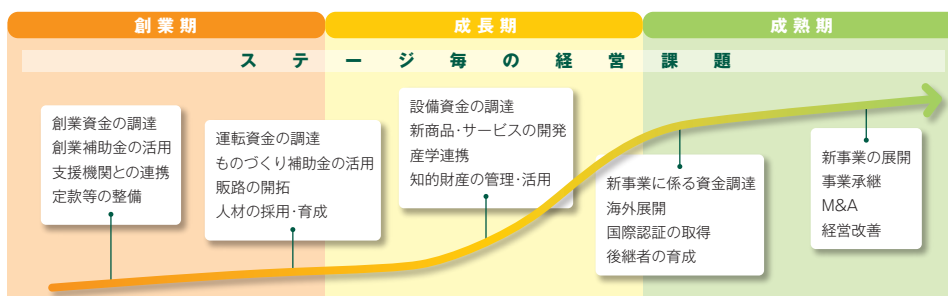 創業期
成長期
成熟期
ステージ毎の経営課題
創業資金の調達
創業補助金の活用
支援機関との連携
定款等の整備
運転資金の調達
ものづくり補助金の活用
販路の開拓
人材の採用・育成
設備資金の調達
新商品・サービスの開発
産学連携
知的財産の管理・活用
新事業に係る資金調達
海外展開
国際認証の取得
後継者の育成
新事業の展開
事業承継
M&A
経営改善